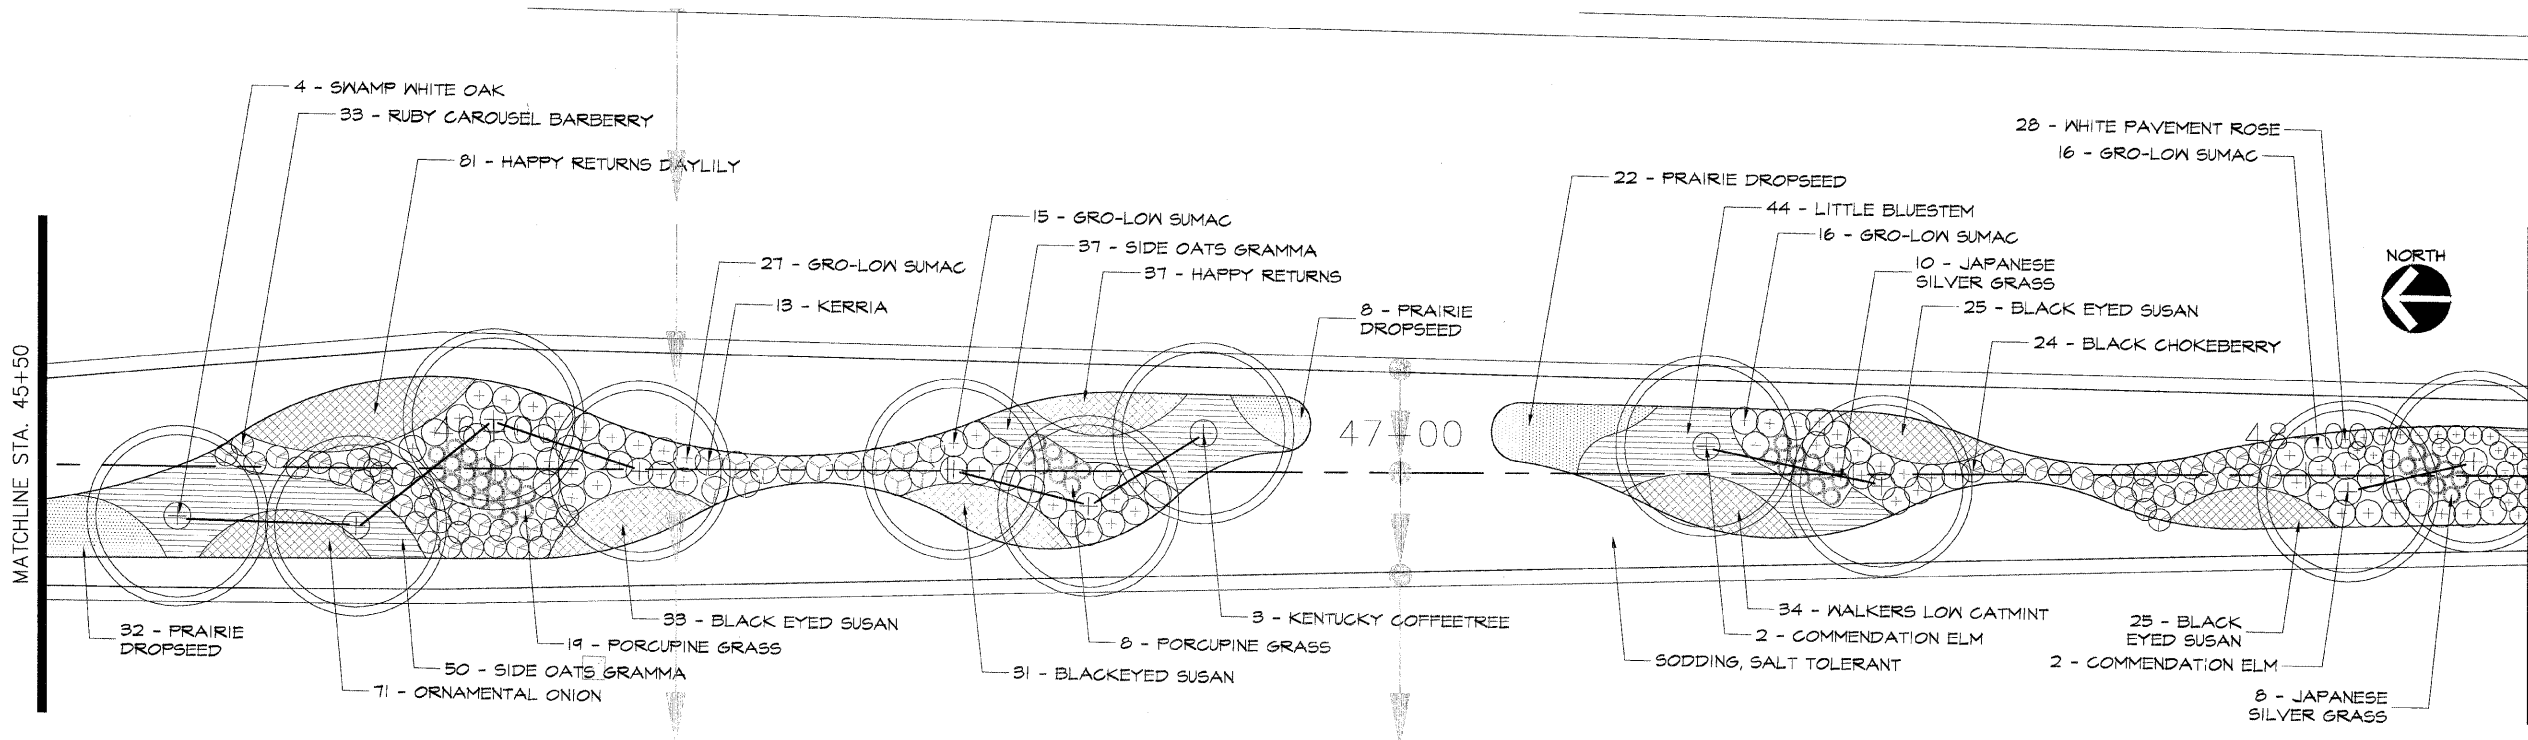 4 - SWAMP WHITE OAK
33 - RUBY CAROUSEL BARBERRY
81 - HAPPY RETURNS DAYLILY
27 - GRO-LOW SUMAC
13 - KERRIA
15 - GRO-LOW SUMAC
37 - SIDE OATS GRAMMA
37 - HAPPY RETURNS
8 - PRAIRIE
DROPSEED
22 - PRAIRIE DROPSEED
44 - LITTLE BLUESTEM
16 - GRO-LOW SUMAC
10 - JAPANESE
SILVER GRASS
25 - BLACK EYED SUSAN
24 - BLACK CHOKEBERRY
28 - WHITE PAVEMENT ROSE
16 - GRO-LOW SUMAC
NORTH
MATCHLINE STA. 45+50
47+00
48
32 - PRAIRIE
DROPSEED
33 - BLACK EYED SUSAN
19 - PORCUPINE GRASS
50 - SIDE OATS GRAMMA
71 - ORNAMENTAL ONION
3 - KENTUCKY COFFEETREE
8 - PORCUPINE GRASS
31 - BLACKEYED SUSAN
34 - WALKERS LOW CATMINT
2 - COMMENDATION ELM
SODDING, SALT TOLERANT
25 - BLACK
EYED SUSAN
2 - COMMENDATION ELM
8 - JAPANESE
SILVER GRASS